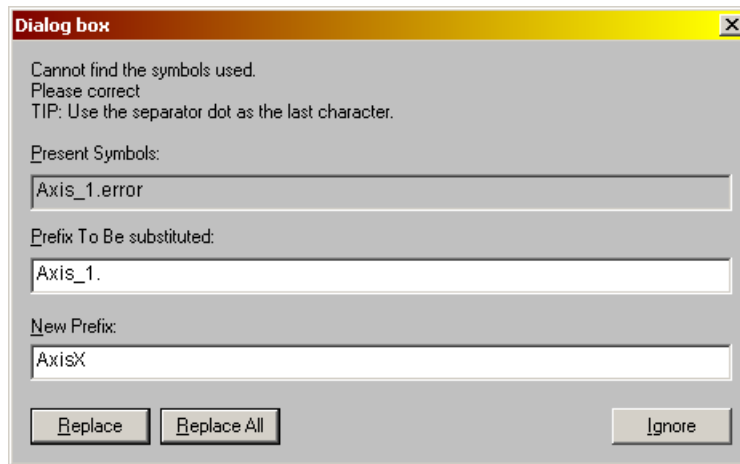 Dialog box
Cannot find the symbols used.
Please correct
TIP: Use the separator dot as the last character.
Present Symbols:
Axis_1.error
Prefix To Be substituted:
Axis_1.
New Prefix:
AxisX
Replace Replace All Ignore